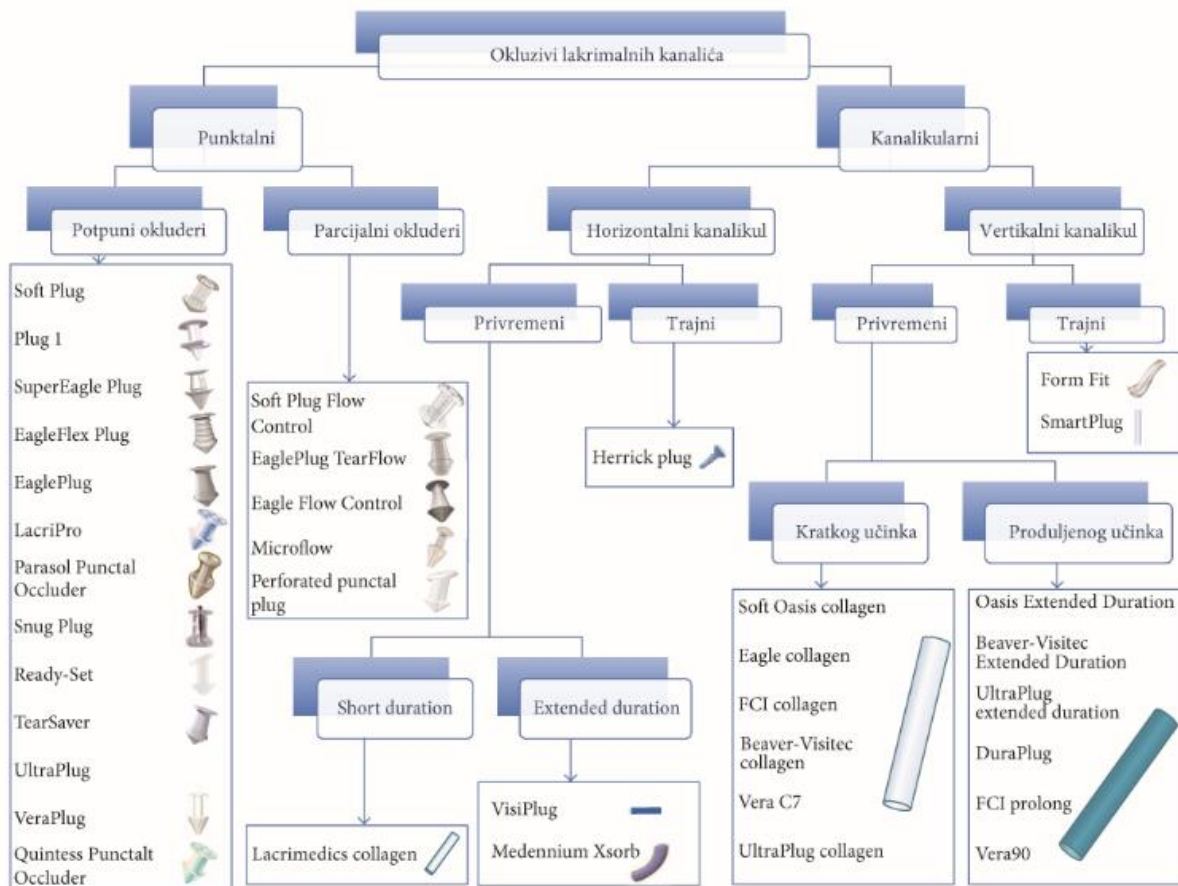 Okluzivi lakrimalnih kanalića
Punktalni
Kanalikularni
Potpuni okluderi
Parcijalni okluderi
Horizontalni kanalikul
Vertikalni kanalikul
Soft Plug
Plug 1
SuperEagle Plug
EagleFlex Plug
EaglePlug
LacriPro
Parasol Punctal
Occluder
Snug Plug
Ready-Set
TearSaver
UltraPlug
VeraPlug
Quintess Punctalt
Occluder
Soft Plug Flow
Control
EaglePlug TearFlow
Eagle Flow Control
Microflow
Perforated punctal
plug
Privremeni
Trajni
Privremeni
Trajni
Herrick plug
Form Fit
SmartPlug
Short duration
Extended duration
Kratkog učinka
Produljenog učinka
Lacrimedics collagen
VisiPlug
Medennium Xsorb
Soft Oasis collagen
Eagle collagen
FCI collagen
Beaver-Visitec
collagen
Vera C7
UltraPlug collagen
Oasis Extended Duration
Beaver-Visitec
Extended Duration
UltraPlug
extended duration
DuraPlug
FCI prolong
Vera90